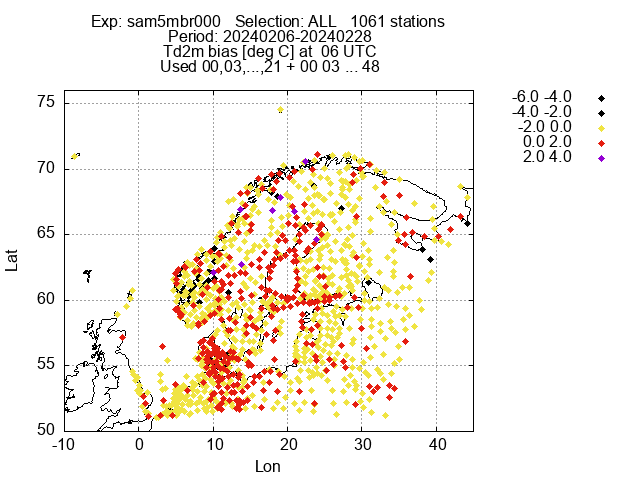 Exp: sam5mbr000 Selection: ALL 1061 stations
Period: 20240206-20240228
Td2m bias [deg C] at 06 UTC
Used 00,03,...,21 + 00 03 ... 48
-6.0 -4.0
-4.0 -2.0
-2.0 0.0
0.0 2.0
2.0 4.0
75
70
65
60
55
50
Lat
-10 0 10 20 30 40
Lon